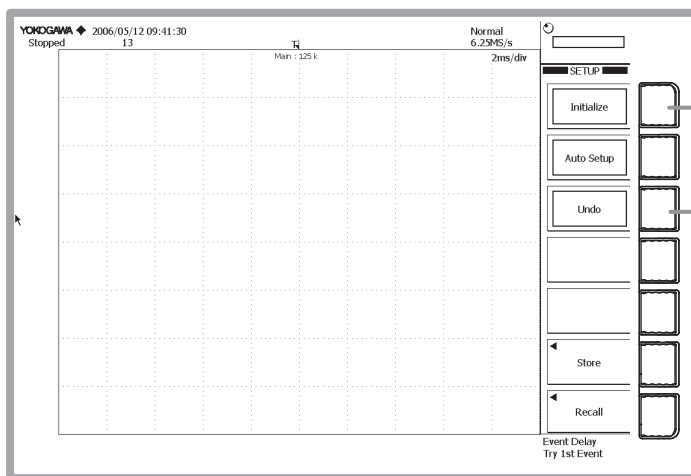 YOKOGAWA ◆ 2006/05/12 09:41:30
Normal
Stopped 13
6.25MS/s
T
Main : 125 k
2ms/div
SETUP
Initialize
Auto Setup
Undo
Store
Recall
Event Delay
Try 1st Event